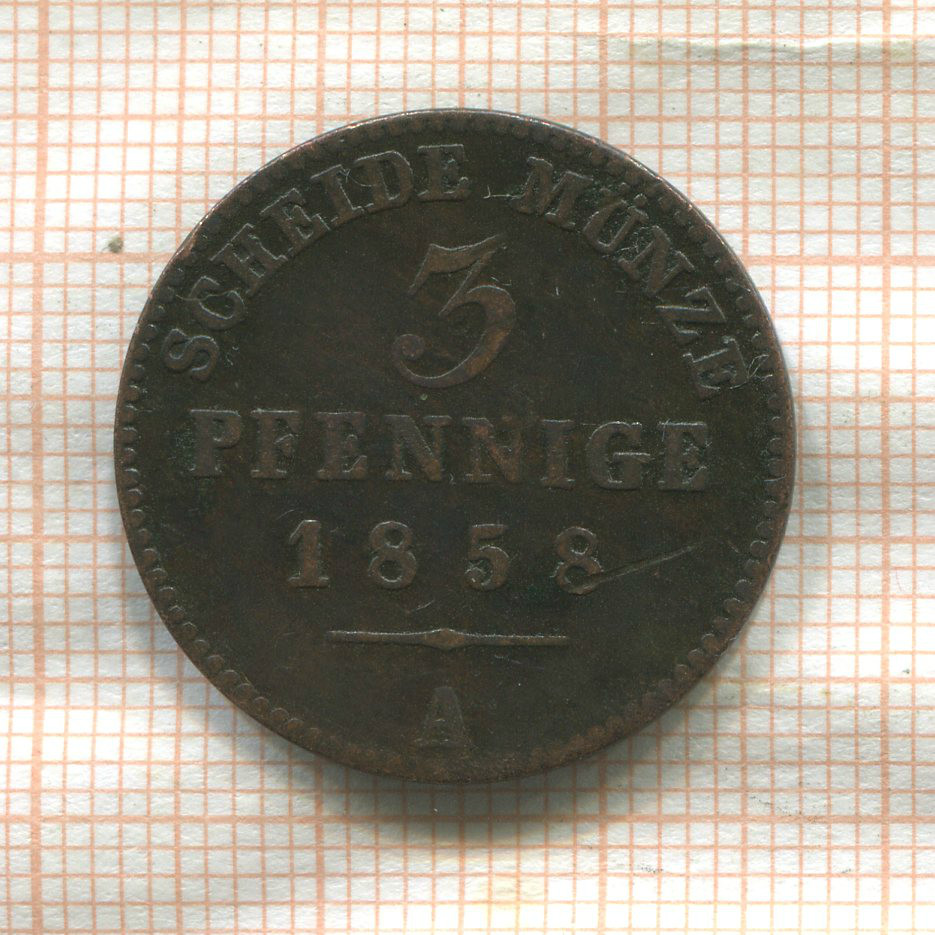 SCHEIDE MÜNZE
3
PFENNIGE
1858
A